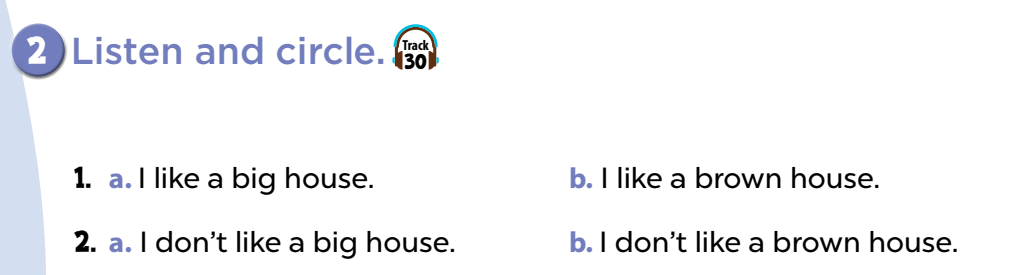 2 Listen and circle. Track 30
1. a. I like a big house. b. I like a brown house.
2. a. I don't like a big house. b. I don't like a brown house.